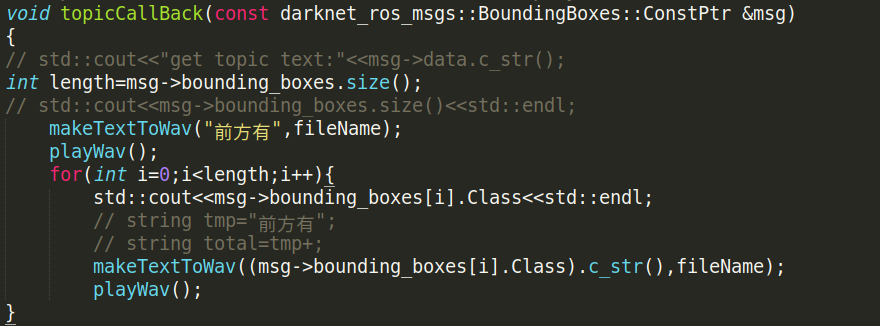 void topicCallBack(const darknet_ros_msgs::BoundingBoxes::ConstPtr &msg)
{
// std::cout<<"get topic text:"<<msg->data.c_str();
int length=msg->bounding_boxes.size();
// std::cout<<msg->bounding_boxes.size()<<std::endl;
    makeTextToWav("前方有",fileName);
    playWav();
    for(int i=0;i<length;i++){
        std::cout<<msg->bounding_boxes[i].Class<<std::endl;
        // string tmp="前方有";
        // string total=tmp+;
        makeTextToWav((msg->bounding_boxes[i].Class).c_str(),fileName);
        playWav();
}